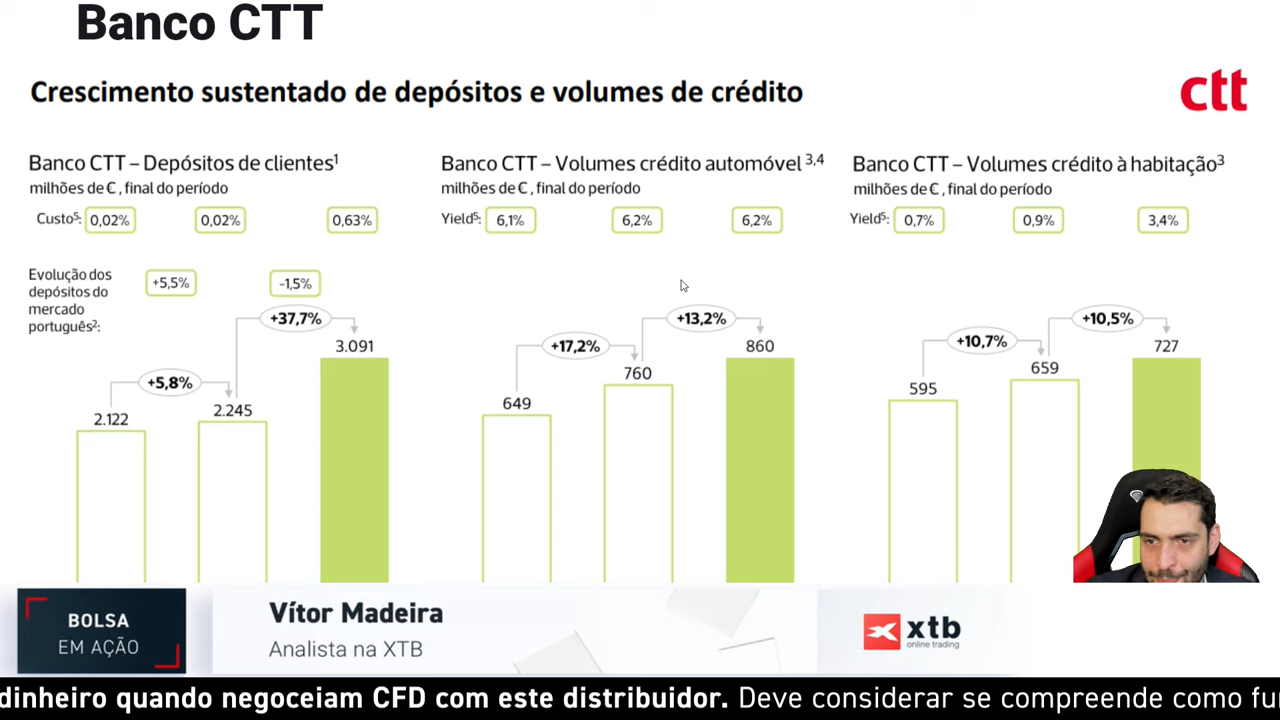 Banco CTT
Crescimento sustentado de depósitos e volumes de crédito
ctt
Banco CTT – Depósitos de clientes¹
milhões de € , final do período
Custo⁵: 0,02% 0,02% 0,63%
Evolução dos
depósitos do
mercado
português²:
+5,5% -1,5%
+37,7%
3.091
+5,8%
2.245
2.122
Banco CTT – Volumes crédito automóvel ³,⁴
milhões de € , final do período
Yield⁵: 6,1% 6,2% 6,2%
+13,2%
860
+17,2%
760
649
Banco CTT – Volumes crédito à habitação³
milhões de € , final do período
Yield⁵: 0,7% 0,9% 3,4%
+10,5%
727
+10,7%
659
595
BOLSA
EM AÇÃO
Vítor Madeira
Analista na XTB
xtb
online trading
dinheiro quando negoceiam CFD com este distribuidor. Deve considerar se compreende como fu